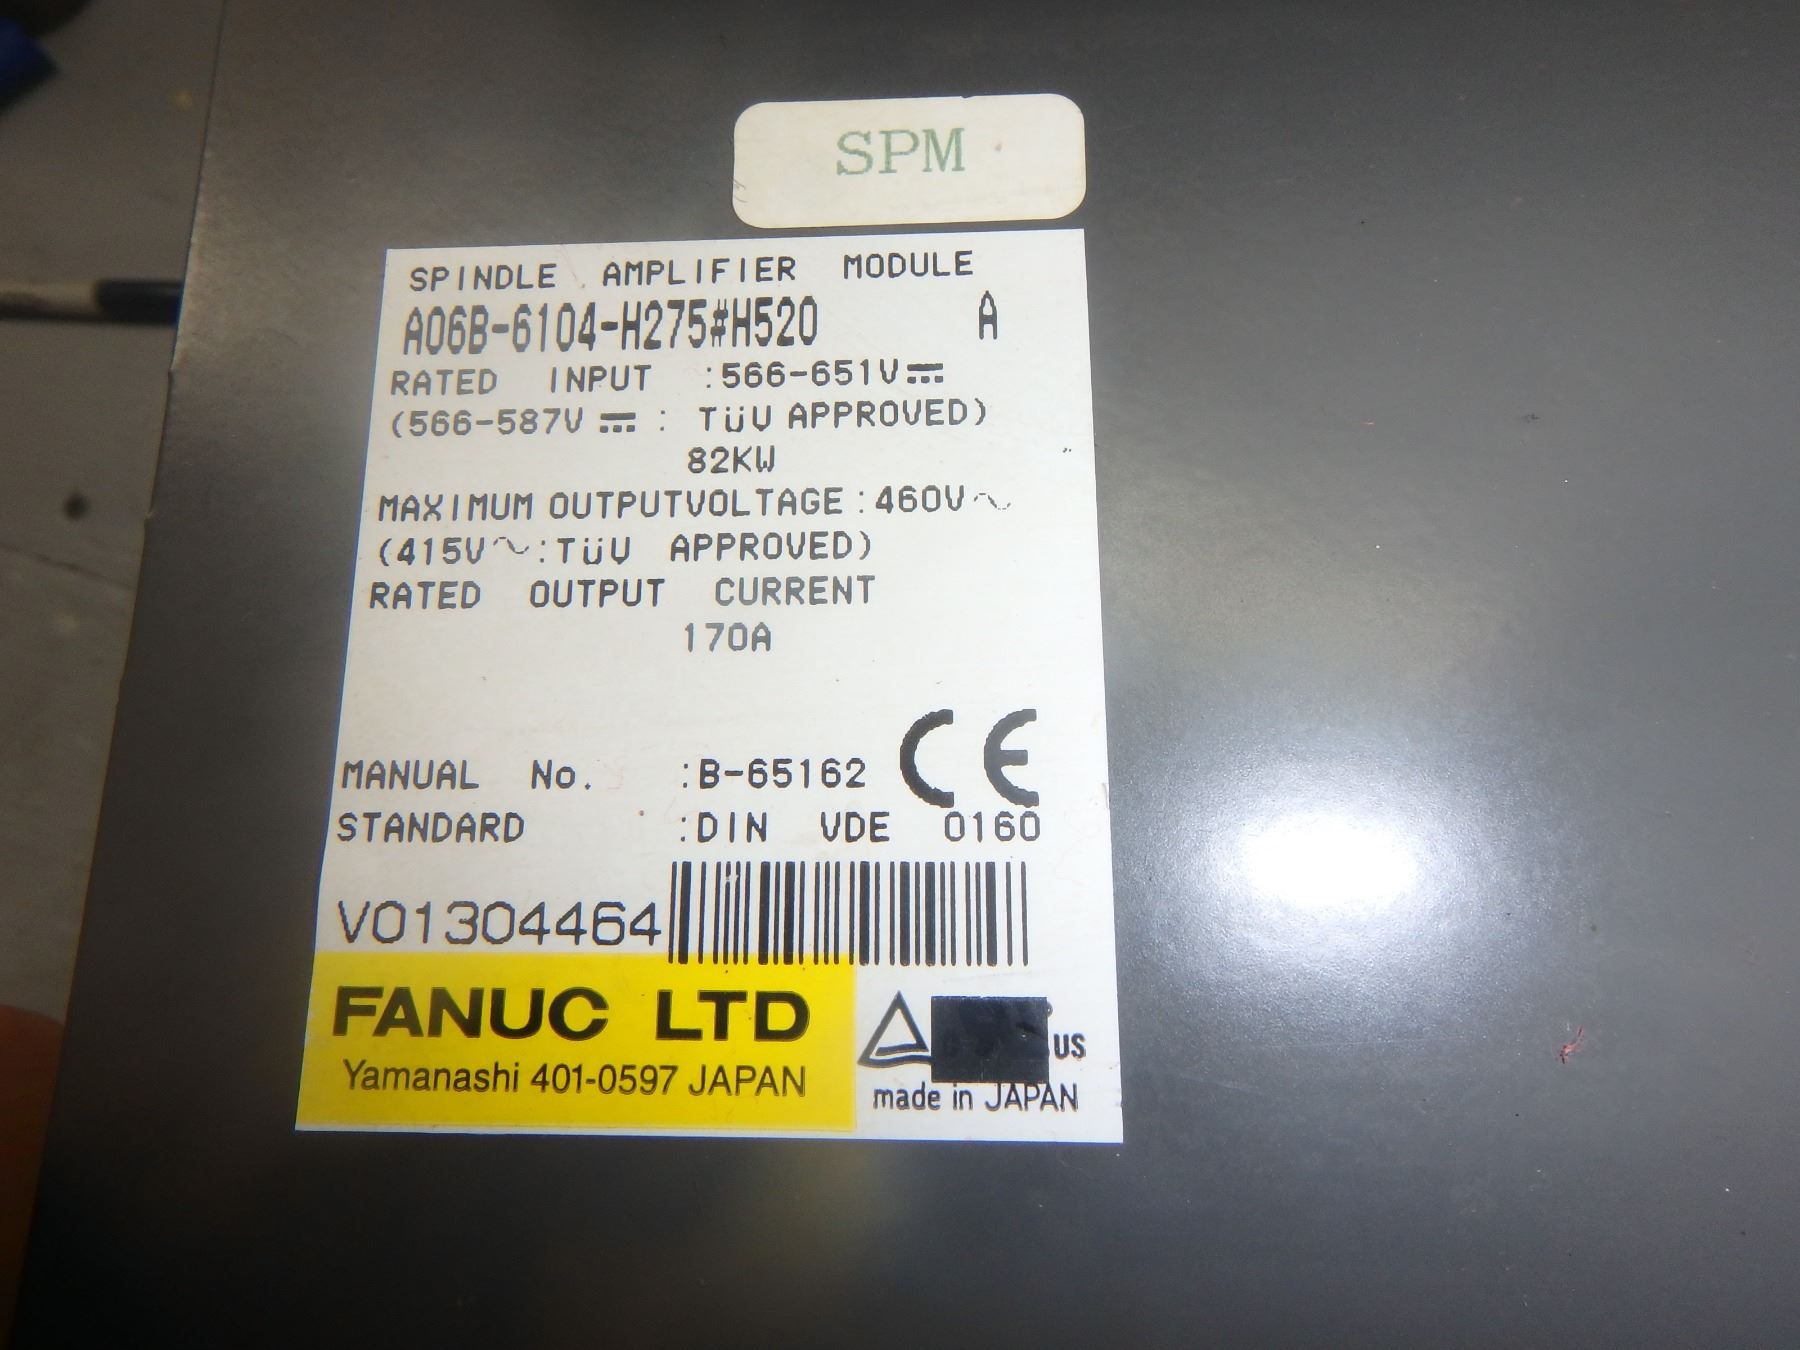 SPM
SPINDLE AMPLIFIER MODULE
A06B-6104-H275#H520 A
RATED INPUT :566-651V⎓
(566-587V⎓ : TüV APPROVED)
82KW
MAXIMUM OUTPUTVOLTAGE:460V~
(415V~:TüV APPROVED)
RATED OUTPUT CURRENT
170A
MANUAL No. :B-65162 CE
STANDARD :DIN VDE 0160
V01304464
FANUC LTD
Yamanashi 401-0597 JAPAN
US
made in JAPAN